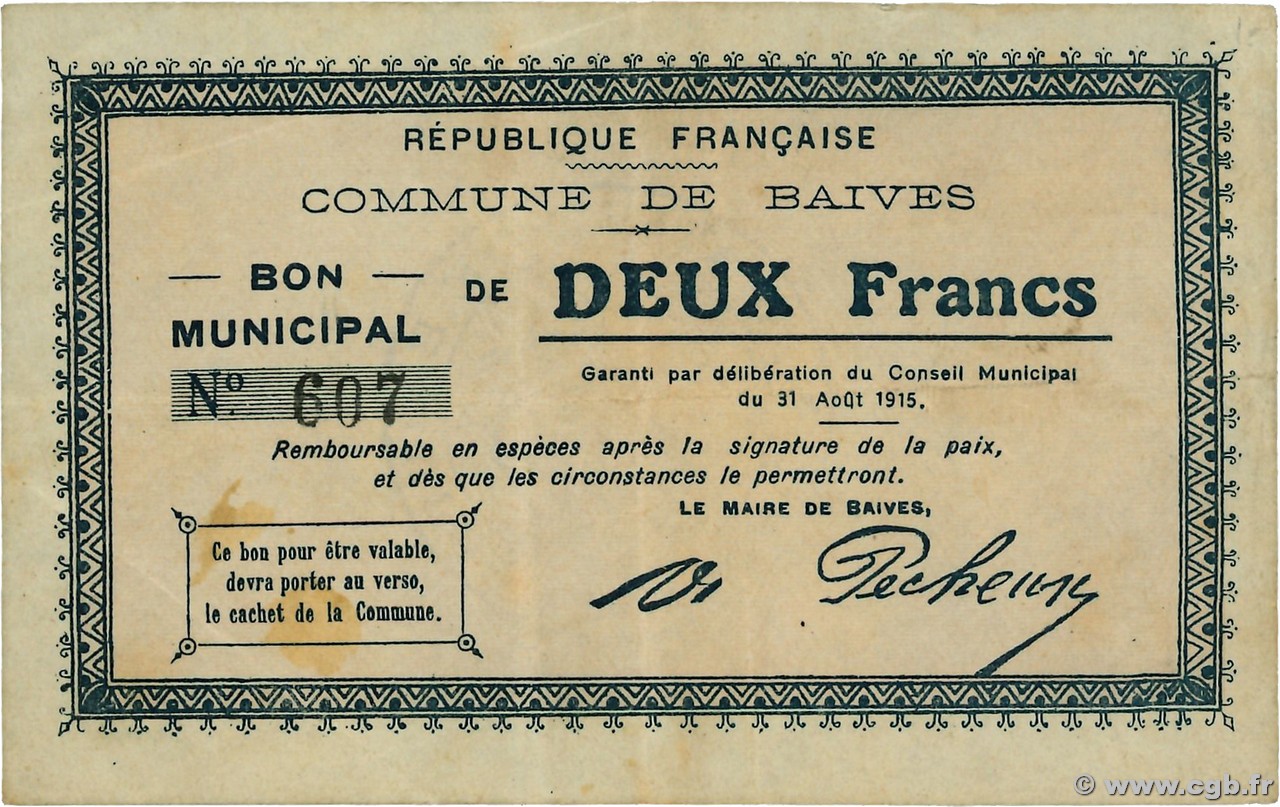 RÉPUBLIQUE FRANÇAISE
COMMUNE DE BAIVES
— BON —
MUNICIPAL
DE DEUX Francs
Nº. 607
Garanti par délibération du Conseil Municipal
du 31 Août 1915.
Remboursable en espèces après la signature de la paix,
et dès que les circonstances le permettront.
LE MAIRE DE BAIVES,
Ce bon pour être valable,
devra porter au verso,
le cachet de la Commune.
© www.cgb.fr